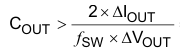 C_OUT > (2 × ΔI_OUT) / (f_SW × ΔV_OUT)